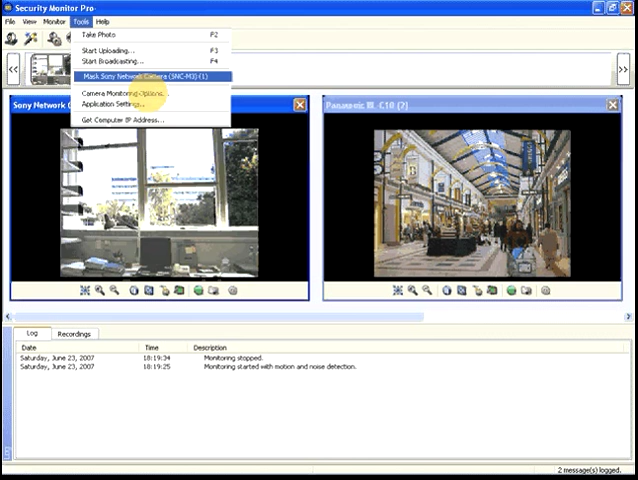 Security Monitor Pro-
File View Monitor Tools Help
Take Photo F2
Start Uploading... F3
Start Broadcasting... F4
Mask Sony Network Camera (SNC-M3) (1)
Camera Monitoring Options...
Application Settings...
Get Computer IP Address...
Sony Network C
Panasonic BL-C10 (2)
Log Recordings
Date Time Description
Saturday, June 23, 2007 18:19:34 Monitoring stopped.
Saturday, June 23, 2007 18:19:25 Monitoring started with motion and noise detection.
Log
2 message(s) logged.